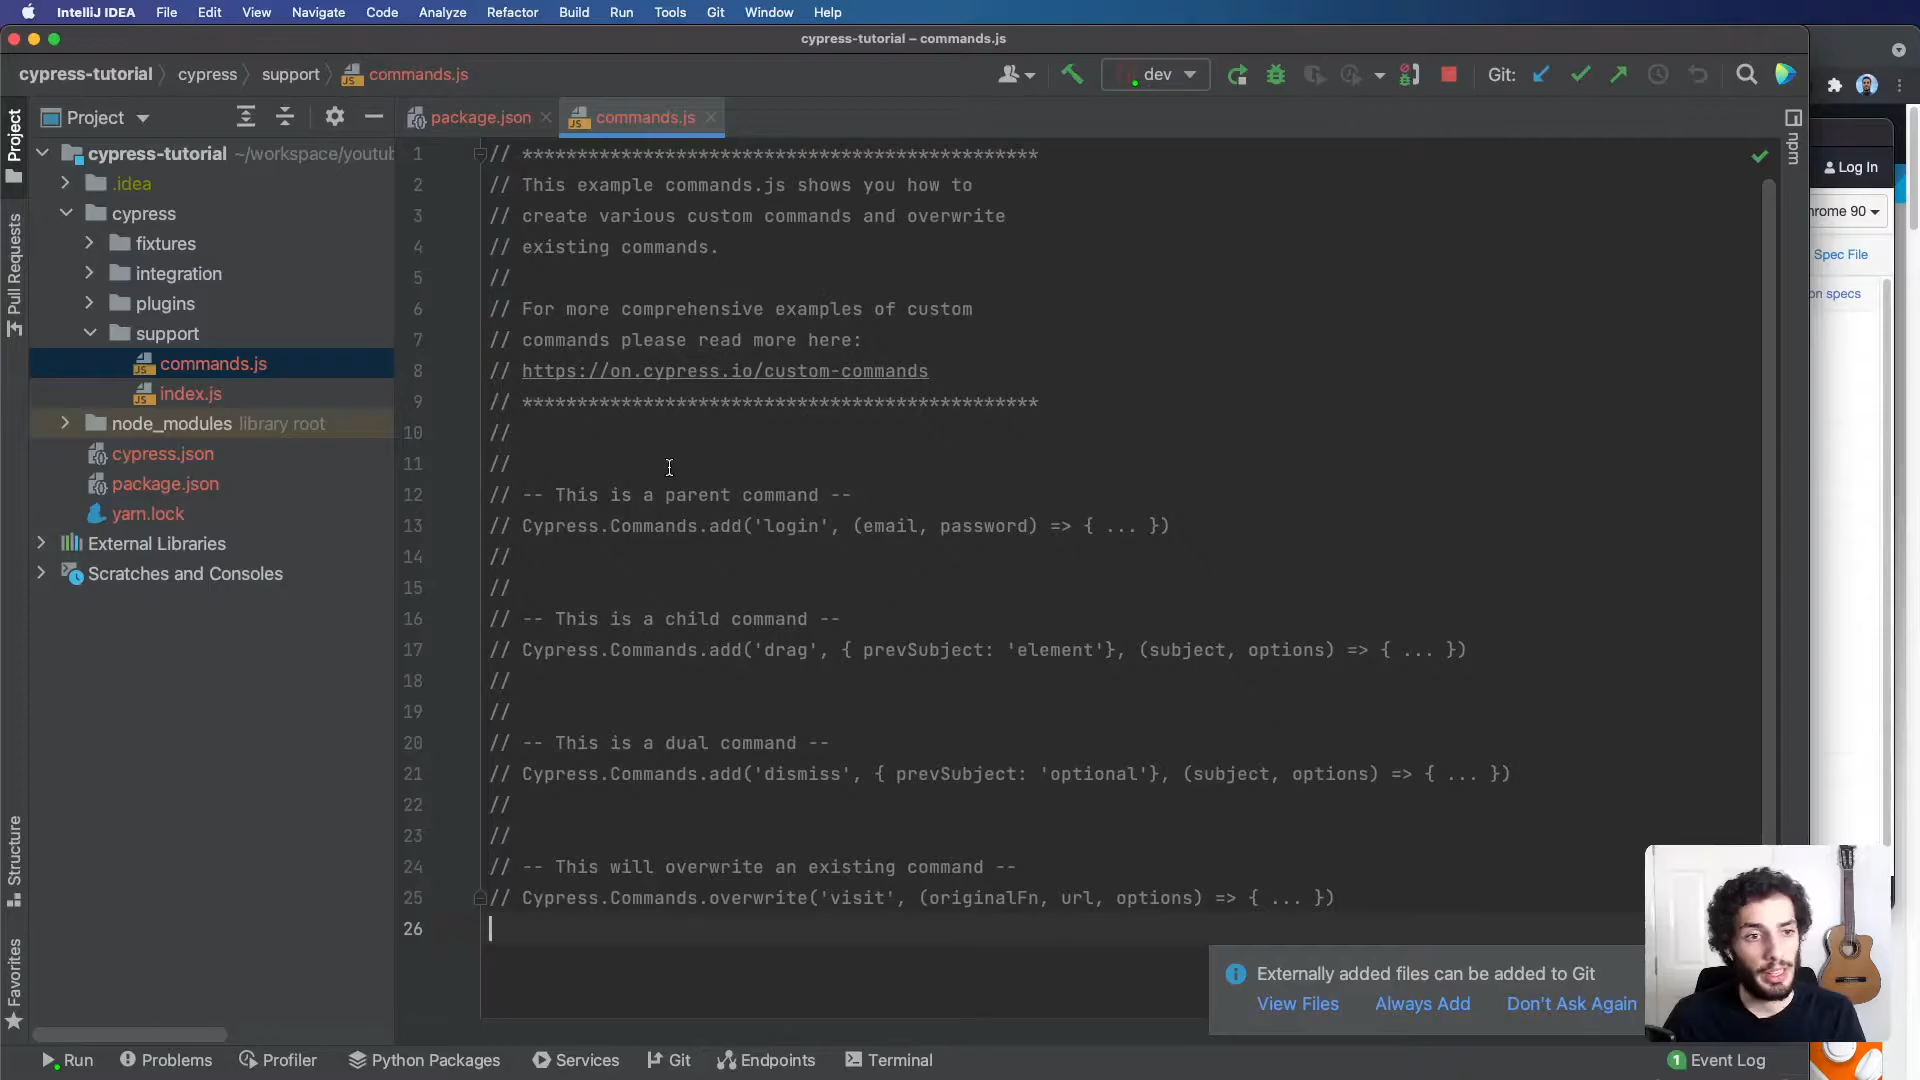 IntelliJ IDEA File Edit View Navigate Code Analyze Refactor Build Run Tools Git Window Help
cypress-tutorial – commands.js
cypress-tutorial cypress support commands.js
dev
Git:
Project
package.json
commands.js
Project
Pull Requests
Structure
Favorites
npm
cypress-tutorial ~/workspace/youtub
.idea
cypress
fixtures
integration
plugins
support
commands.js
index.js
node_modules library root
cypress.json
package.json
yarn.lock
External Libraries
Scratches and Consoles
1 // ***********************************************
2 // This example commands.js shows you how to
3 // create various custom commands and overwrite
4 // existing commands.
5 //
6 // For more comprehensive examples of custom
7 // commands please read more here:
8 // https://on.cypress.io/custom-commands
9 // ***********************************************
10 //
11 //
12 // -- This is a parent command --
13 // Cypress.Commands.add('login', (email, password) => { ... })
14 //
15 //
16 // -- This is a child command --
17 // Cypress.Commands.add('drag', { prevSubject: 'element'}, (subject, options) => { ... })
18 //
19 //
20 // -- This is a dual command --
21 // Cypress.Commands.add('dismiss', { prevSubject: 'optional'}, (subject, options) => { ... })
22 //
23 //
24 // -- This will overwrite an existing command --
25 // Cypress.Commands.overwrite('visit', (originalFn, url, options) => { ... })
26
Log In
hrome 90
Spec File
on specs
Externally added files can be added to Git
View Files Always Add Don't Ask Again
Run Problems Profiler Python Packages Services Git Endpoints Terminal
1 Event Log